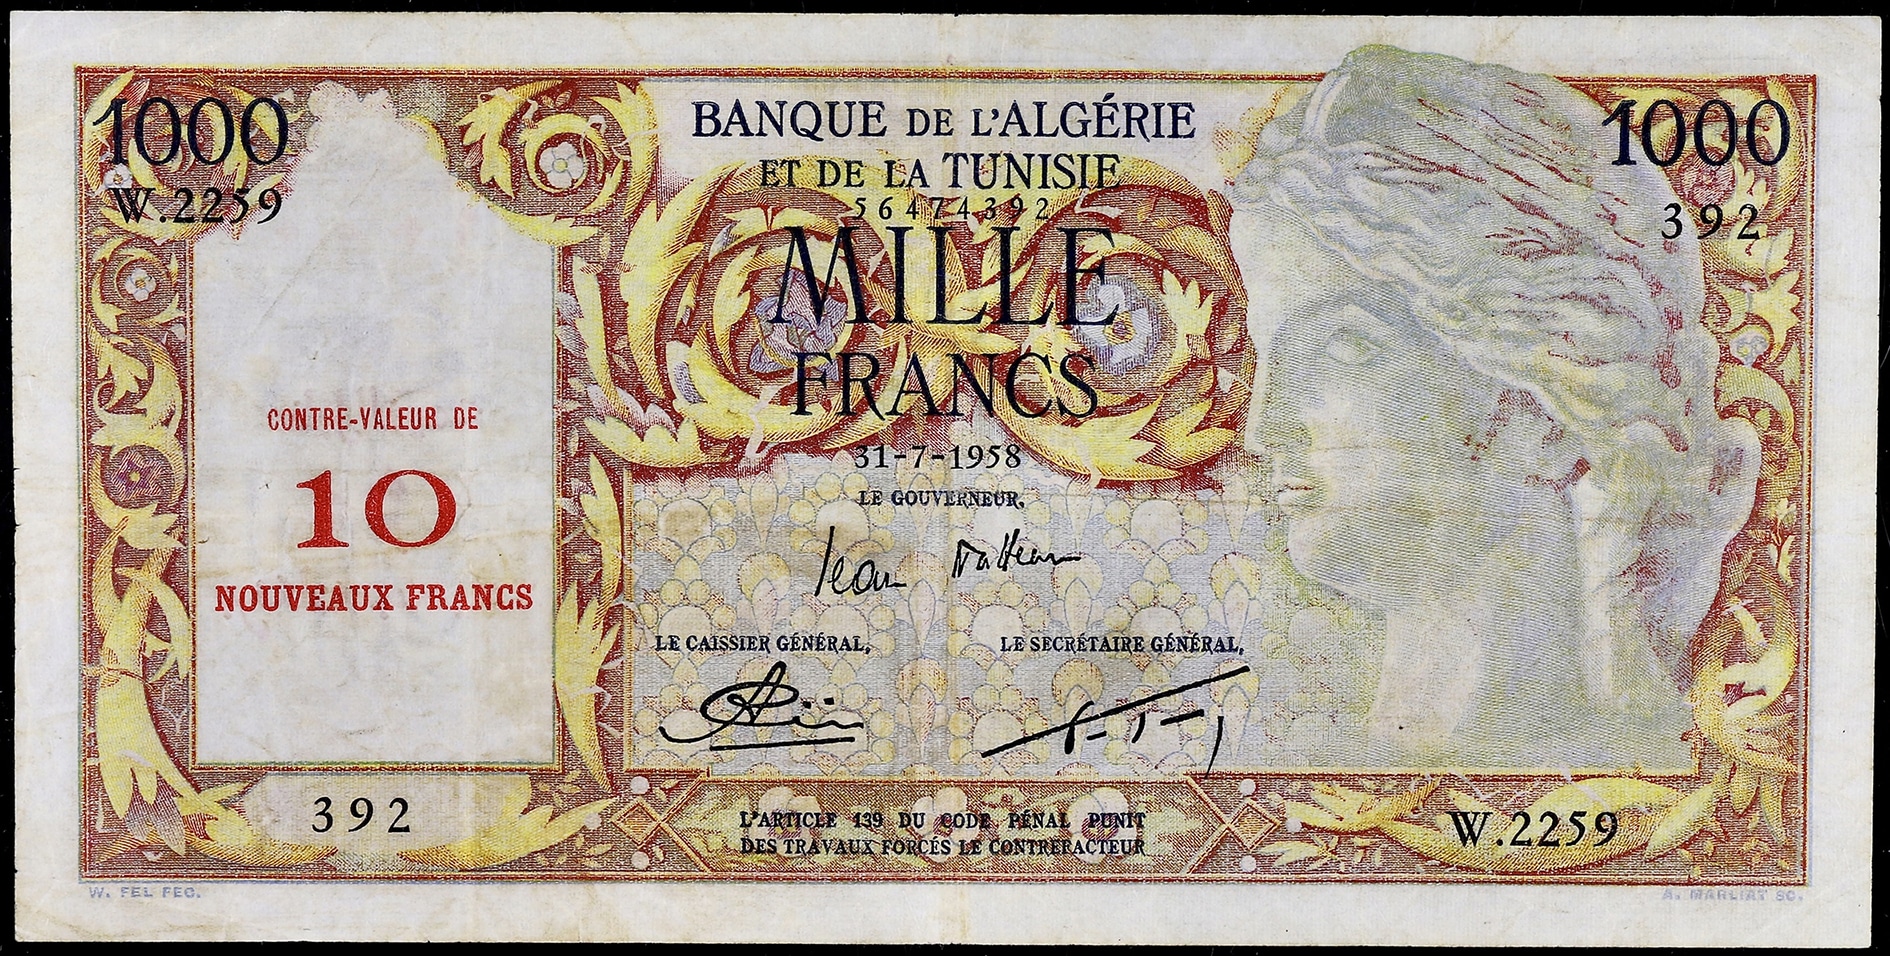 BANQUE DE L'ALGÉRIE
ET DE LA TUNISIE
1000
1000
W.2259
56474392
392
MILLE
FRANCS
CONTRE-VALEUR DE
10
NOUVEAUX FRANCS
31-7-1958
LE GOUVERNEUR,
LE CAISSIER GÉNÉRAL,
LE SECRÉTAIRE GÉNÉRAL,
392
L'ARTICLE 139 DU CODE PÉNAL PUNIT
DES TRAVAUX FORCÉS LE CONTREFACTEUR
W.2259
W. FEL FEC.
A. MARLIAT SC.